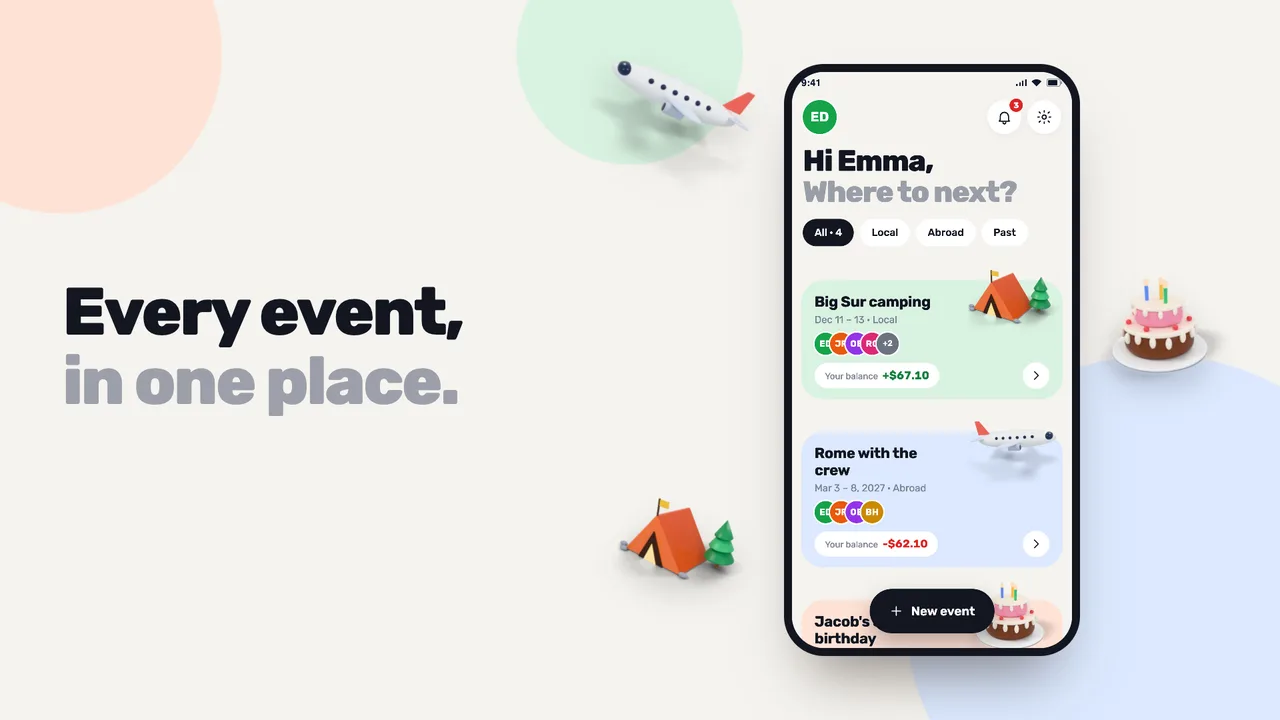 Every event,
in one place.
9:41
ED
3
Hi Emma,
Where to next?
All • 4
Local
Abroad
Past
Big Sur camping
Dec 11 – 13 • Local
+2
Your balance +$67.10
Rome with the
crew
Mar 3 – 8, 2027 • Abroad
BH
Your balance -$62.10
+ New event
Jacob's
birthday